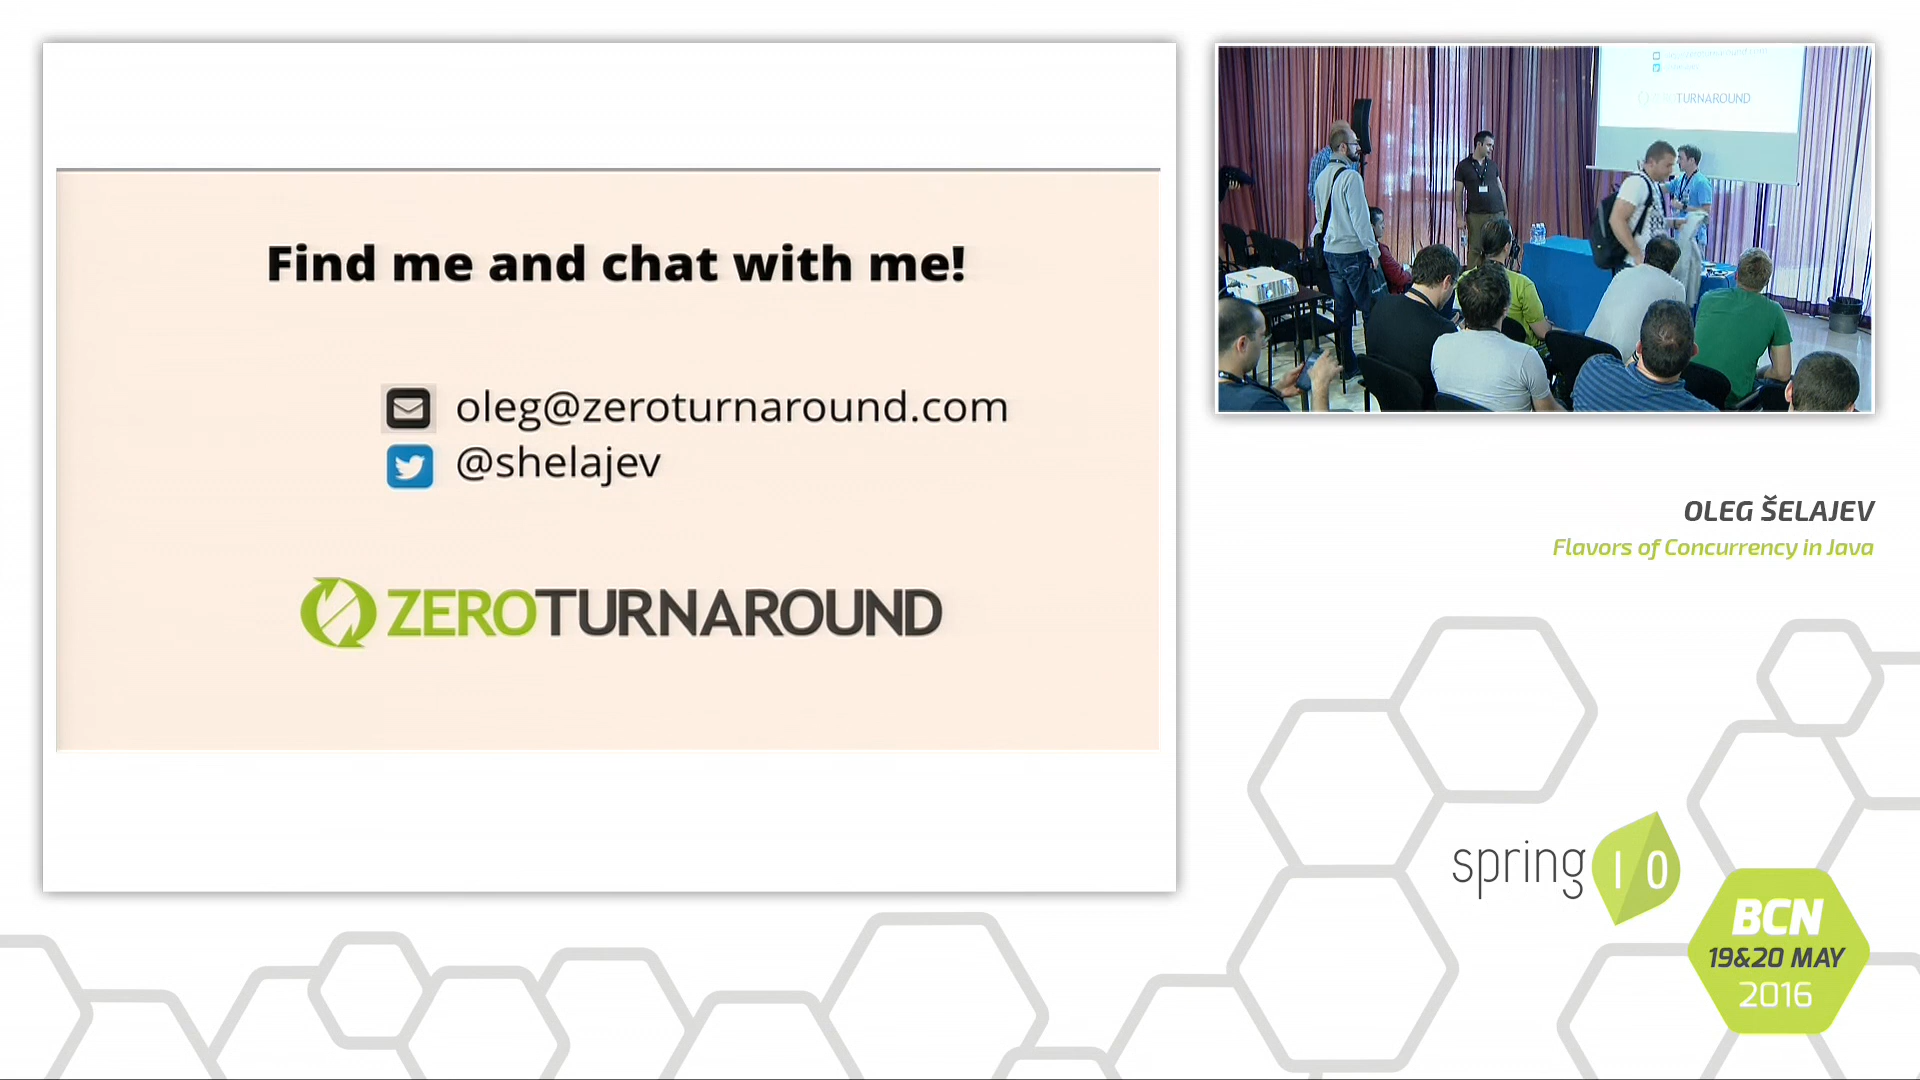 Find me and chat with me!
oleg@zeroturnaround.com
@shelajev
ZEROTURNAROUND
TURNAROUND
OLEG ŠELAJEV
Flavors of Concurrency in Java
spring I O
BCN
19&20 MAY
2016